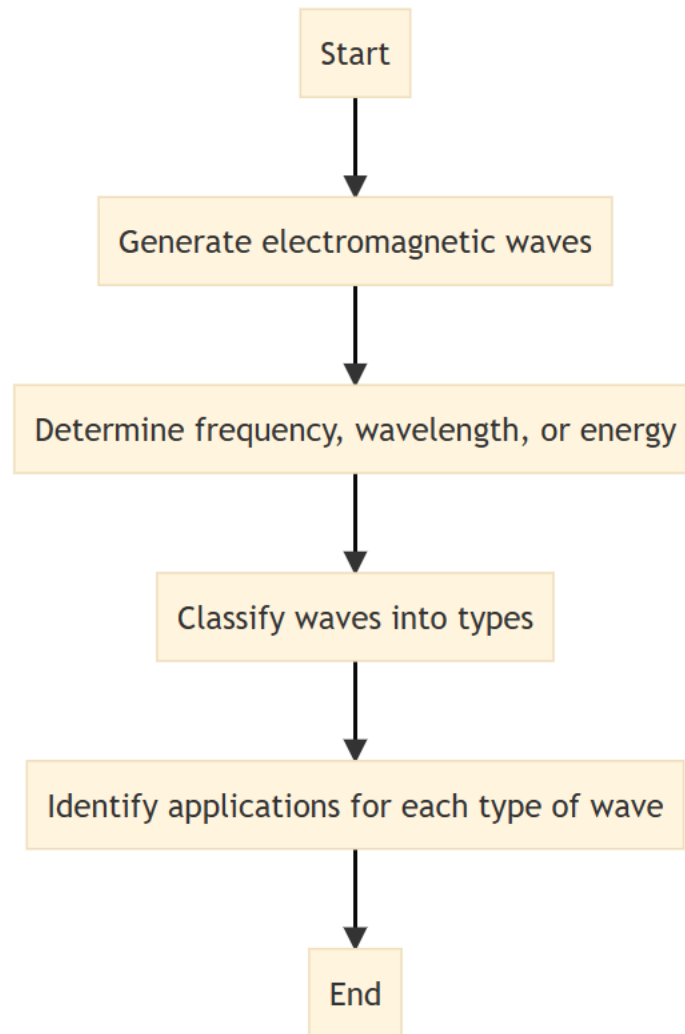 Start
Generate electromagnetic waves
Determine frequency, wavelength, or energy
Classify waves into types
Identify applications for each type of wave
End